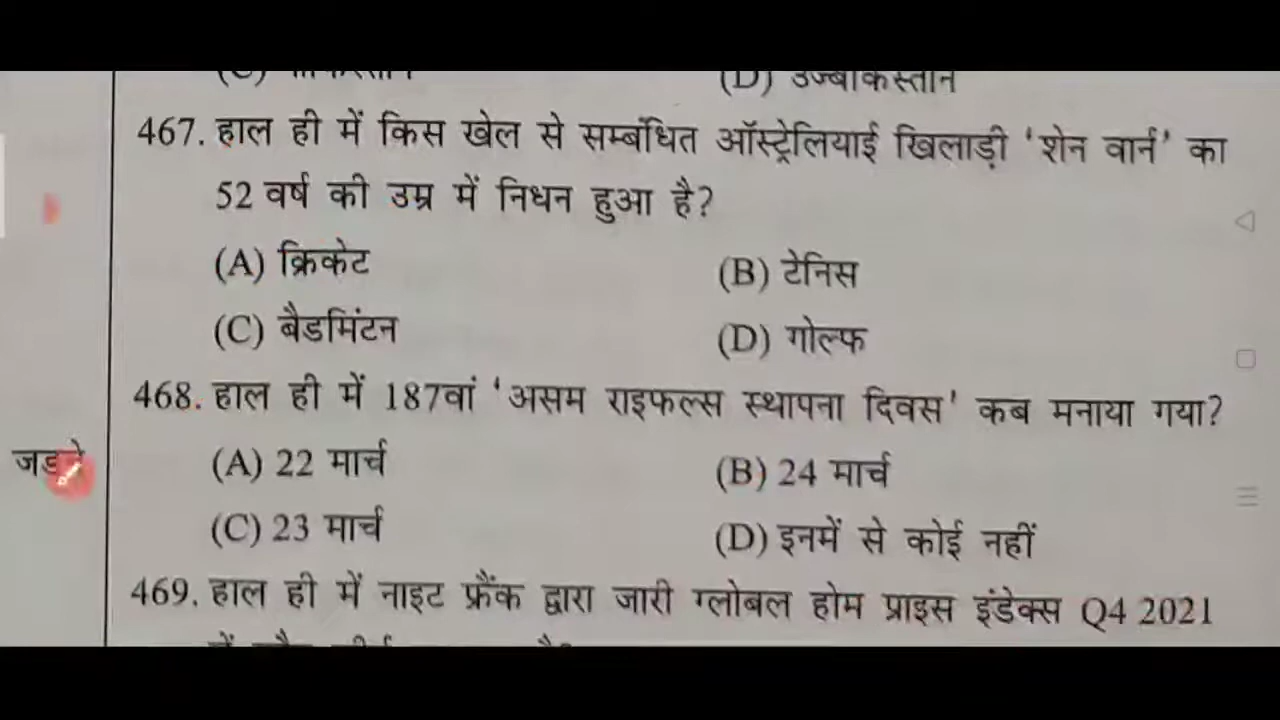 (D) उज्बेकिस्तान
467. हाल ही में किस खेल से सम्बंधित ऑस्ट्रेलियाई खिलाड़ी 'शेन वार्न' का
52 वर्ष की उम्र में निधन हुआ है?
(A) क्रिकेट
(B) टेनिस
(C) बैडमिंटन
(D) गोल्फ
468. हाल ही में 187वां 'असम राइफल्स स्थापना दिवस' कब मनाया गया?
(A) 22 मार्च
(B) 24 मार्च
(C) 23 मार्च
(D) इनमें से कोई नहीं
469. हाल ही में नाइट फ्रैंक द्वारा जारी ग्लोबल होम प्राइस इंडेक्स Q4 2021